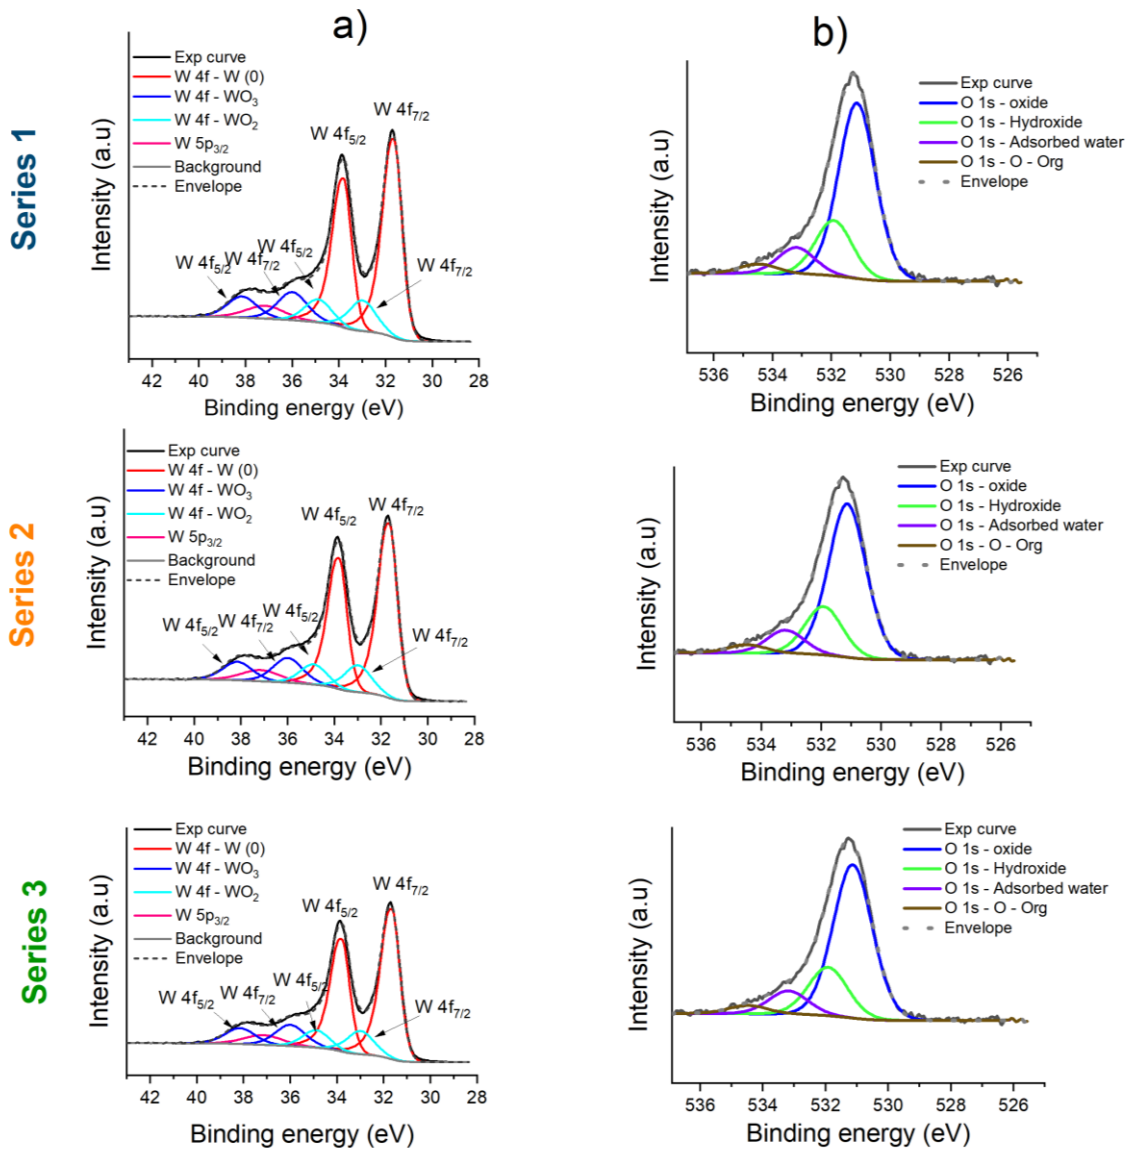 a)
b)
Series 1
Intensity (a.u)
Exp curve
W 4f - W (0)
W 4f - WO₃
W 4f - WO₂
W 5p₃/₂
Background
Envelope
W 4f₇/₂
W 4f₅/₂
W 4f₅/₂
W 4f₇/₂
W 4f₅/₂
W 4f₇/₂
42 40 38 36 34 32 30 28
Binding energy (eV)
Intensity (a.u)
Exp curve
O 1s - oxide
O 1s - Hydroxide
O 1s - Adsorbed water
O 1s - O - Org
Envelope
536 534 532 530 528 526
Binding energy (eV)
Series 2
Intensity (a.u)
Exp curve
W 4f - W (0)
W 4f - WO₃
W 4f - WO₂
W 5p₃/₂
Background
Envelope
W 4f₇/₂
W 4f₅/₂
W 4f₅/₂
W 4f₇/₂
W 4f₅/₂
W 4f₇/₂
42 40 38 36 34 32 30 28
Binding energy (eV)
Intensity (a.u)
Exp curve
O 1s - oxide
O 1s - Hydroxide
O 1s - Adsorbed water
O 1s - O - Org
Envelope
536 534 532 530 528 526
Binding energy (eV)
Series 3
Intensity (a.u)
Exp curve
W 4f - W (0)
W 4f - WO₃
W 4f - WO₂
W 5p₃/₂
Background
Envelope
W 4f₇/₂
W 4f₅/₂
W 4f₅/₂
W 4f₇/₂
W 4f₅/₂
W 4f₇/₂
42 40 38 36 34 32 30 28
Binding energy (eV)
Intensity (a.u)
Exp curve
O 1s - oxide
O 1s - Hydroxide
O 1s - Adsorbed water
O 1s - O - Org
Envelope
536 534 532 530 528 526
Binding energy (eV)